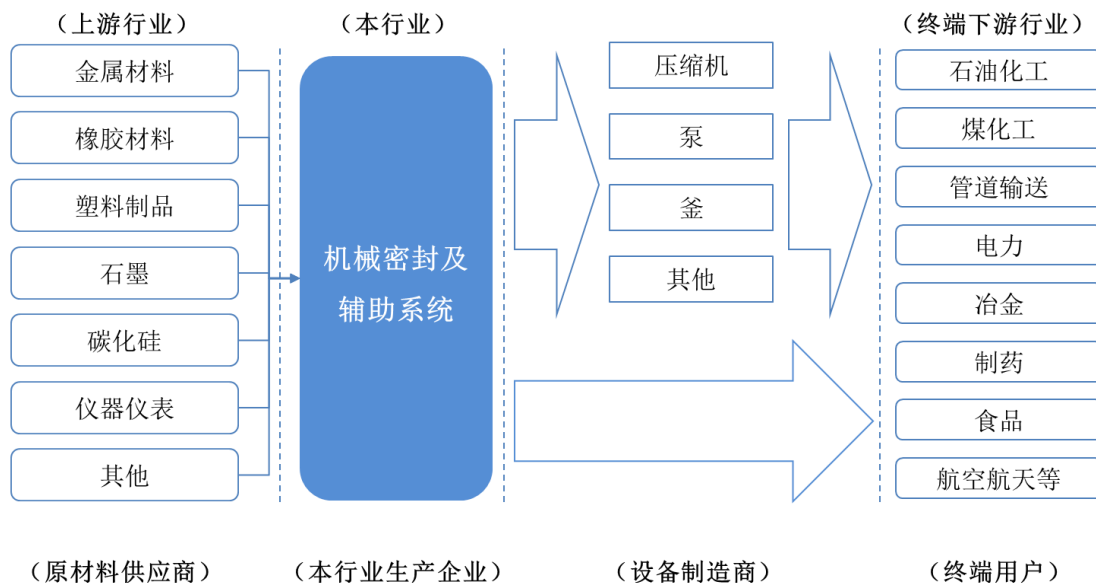 （上游行业）
（本行业）
（终端下游行业）
金属材料
橡胶材料
塑料制品
石墨
碳化硅
仪器仪表
其他
机械密封及
辅助系统
压缩机
泵
釜
其他
石油化工
煤化工
管道输送
电力
冶金
制药
食品
航空航天等
（原材料供应商）
（本行业生产企业）
（设备制造商）
（终端用户）